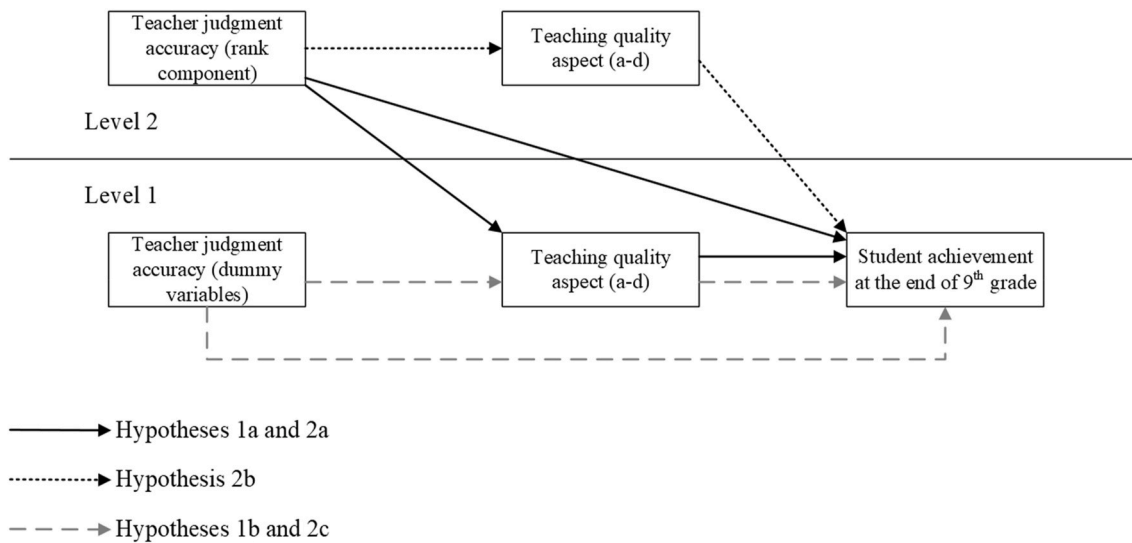 Teacher judgment
accuracy (rank
component)
Teaching quality
aspect (a-d)
Level 2
Level 1
Teacher judgment
accuracy (dummy
variables)
Teaching quality
aspect (a-d)
Student achievement
at the end of 9th grade
Hypotheses 1a and 2a
Hypothesis 2b
Hypotheses 1b and 2c